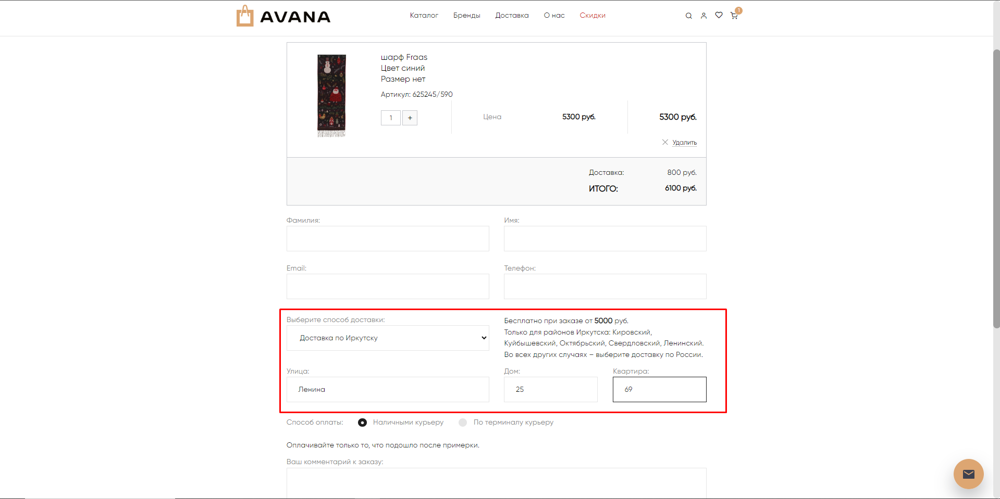 AVANA
Каталог Бренды Доставка О нас Скидки
1
шарф Fraas
Цвет синий
Размер нет
Артикул: 625245/590
1 + Цена 5300 руб. 5300 руб.
Удалить
Доставка: 800 руб.
ИТОГО: 6100 руб.
Фамилия: Имя:
Email: Телефон:
Выберите способ доставки:
Доставка по Иркутску
Бесплатно при заказе от 5000 руб.
Только для районов Иркутска: Кировский,
Куйбышевский, Октябрьский, Свердловский, Ленинский.
Во всех других случаях – выберите доставку по России.
Улица: Дом: Квартира:
Ленина 25 69
Способ оплаты: Наличными курьеру По терминалу курьеру
Оплачивайте только то, что подошло после примерки.
Ваш комментарий к заказу: